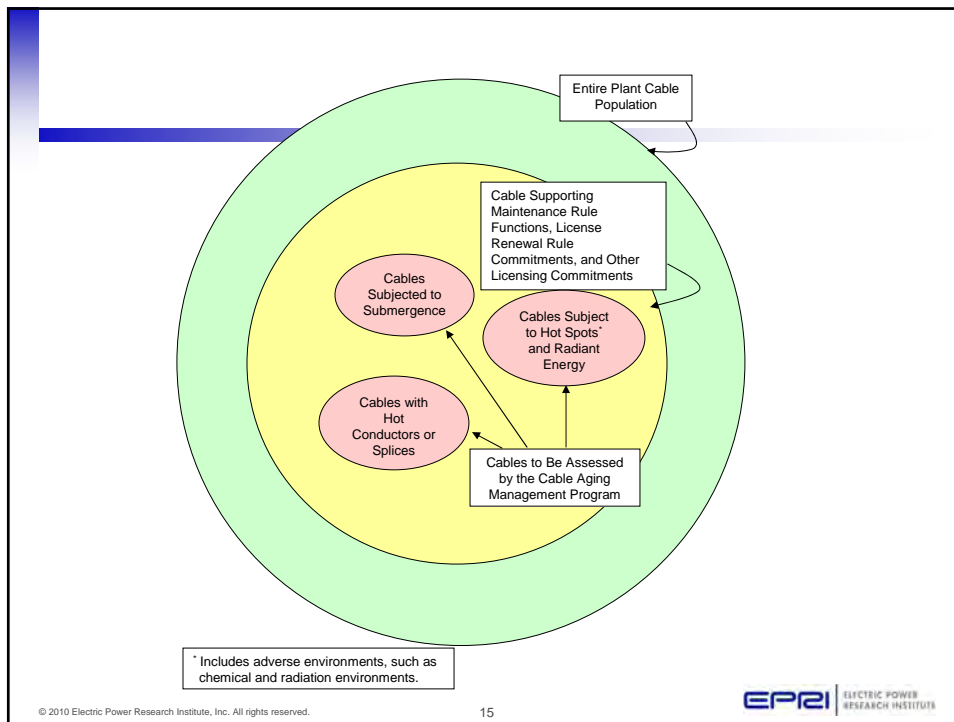 Entire Plant Cable
Population
Cable Supporting
Maintenance Rule
Functions, License
Renewal Rule
Commitments, and Other
Licensing Commitments
Cables
Subjected to
Submergence
Cables Subject
to Hot Spots*
and Radiant
Energy
Cables with
Hot
Conductors or
Splices
Cables to Be Assessed
by the Cable Aging
Management Program
* Includes adverse environments, such as
chemical and radiation environments.
© 2010 Electric Power Research Institute, Inc. All rights reserved.
15
EPRI
ELECTRIC POWER
RESEARCH INSTITUTE